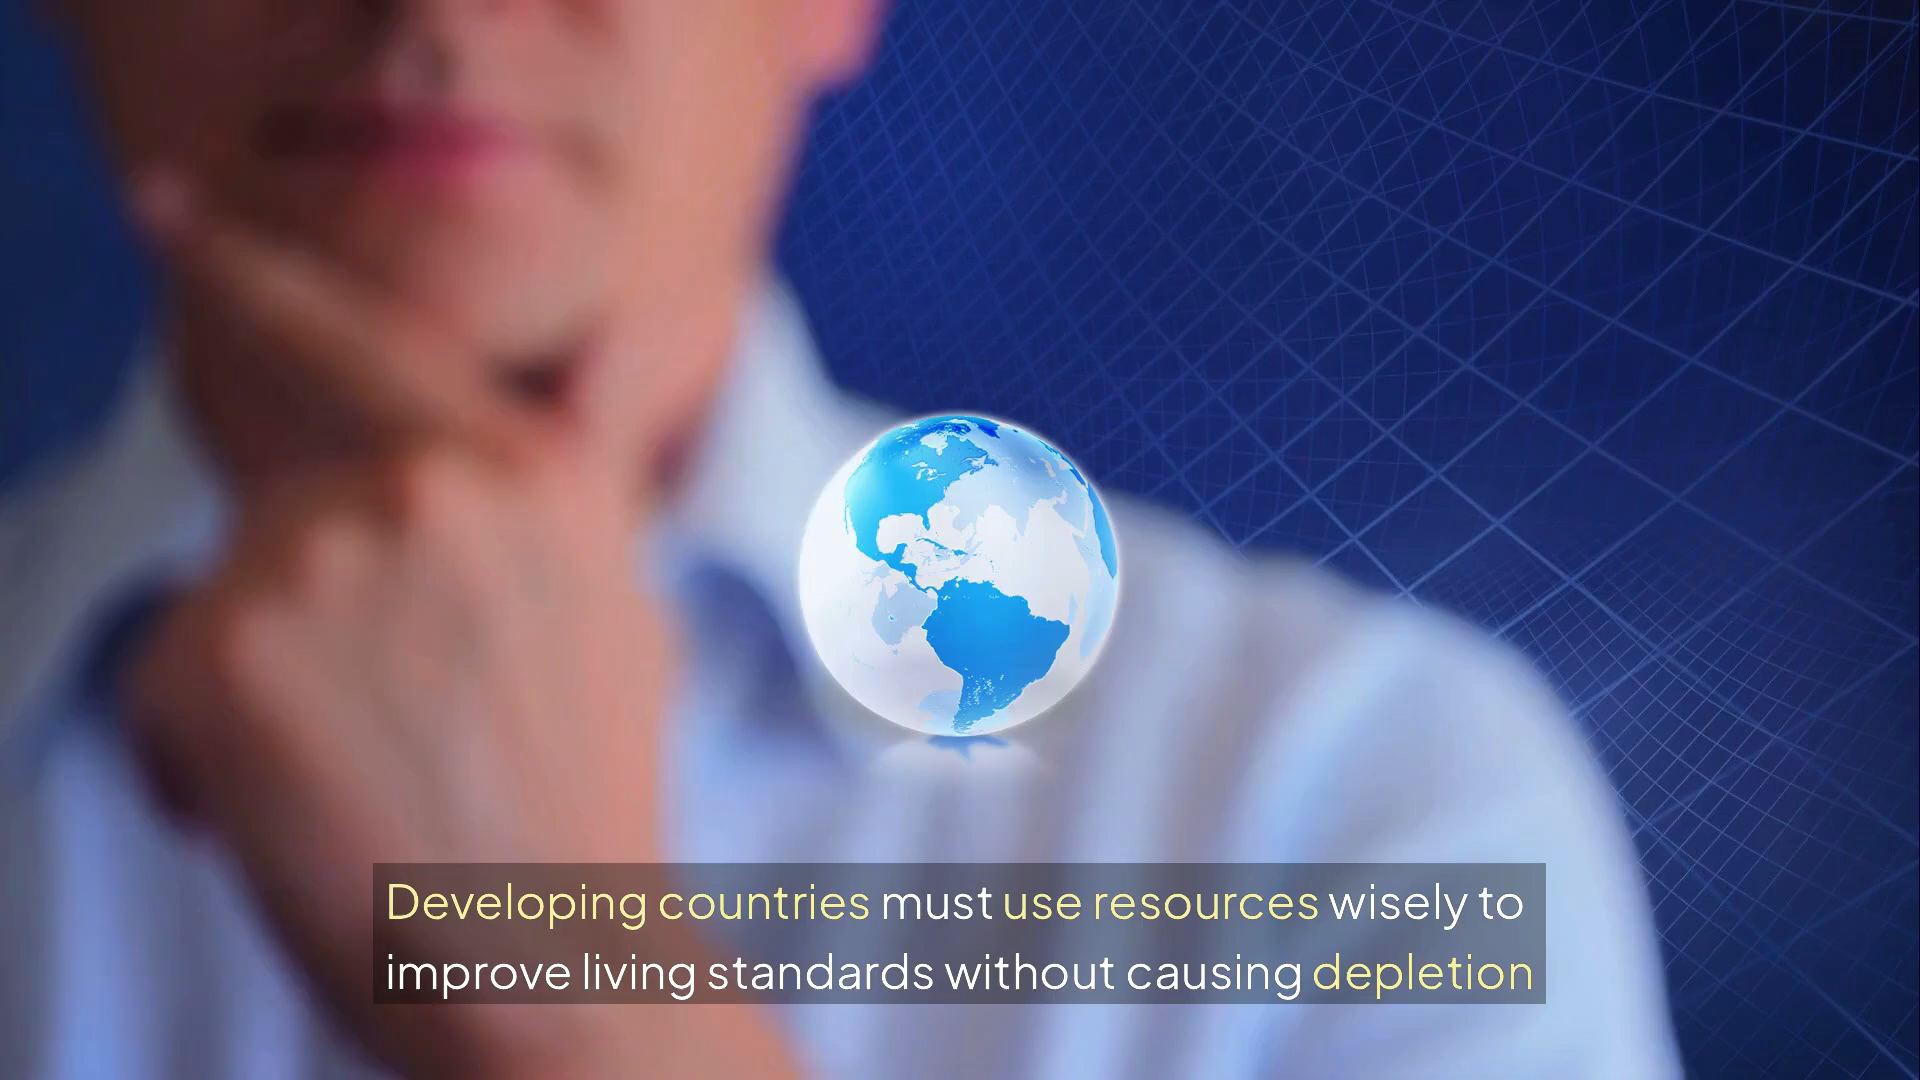 Developing countries must use resources wisely to
improve living standards without causing depletion